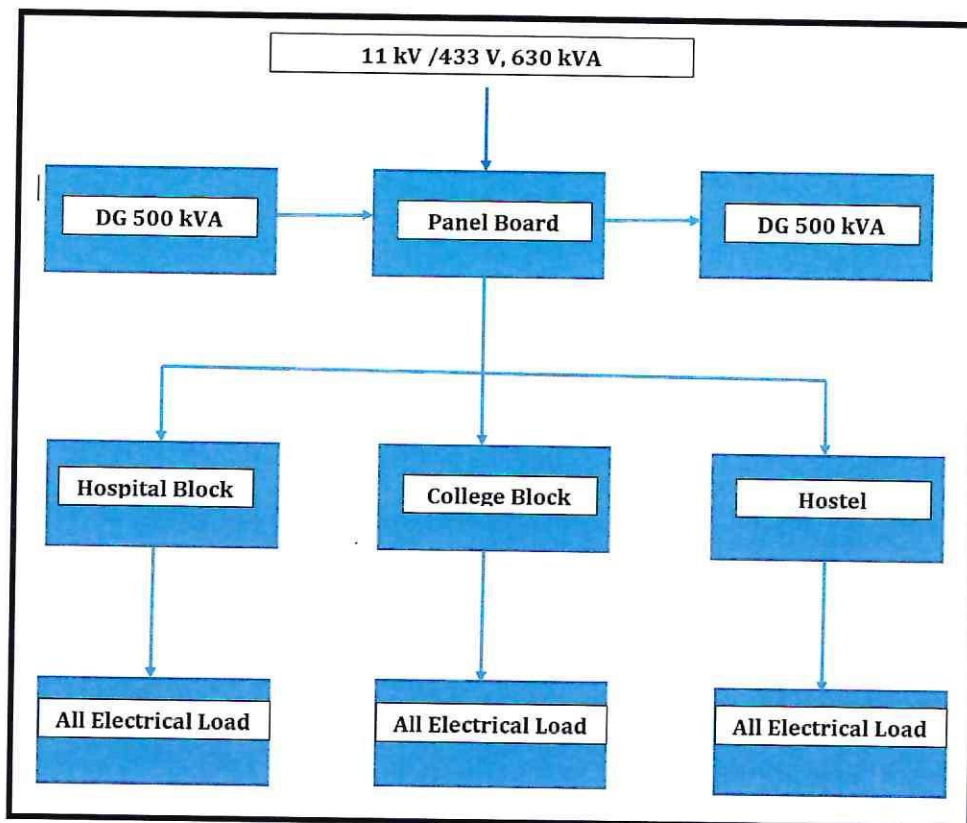 11 kV /433 V, 630 kVA
DG 500 kVA
Panel Board
DG 500 kVA
Hospital Block
College Block
Hostel
All Electrical Load
All Electrical Load
All Electrical Load